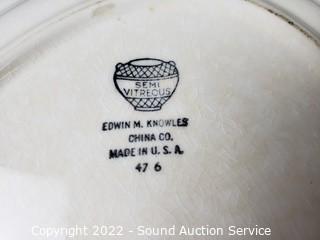 SEMI
VITREOUS
EDWIN M. KNOWLES
CHINA CO.
MADE IN U. S. A.
47 6
Copyright 2022 - Sound Auction Service